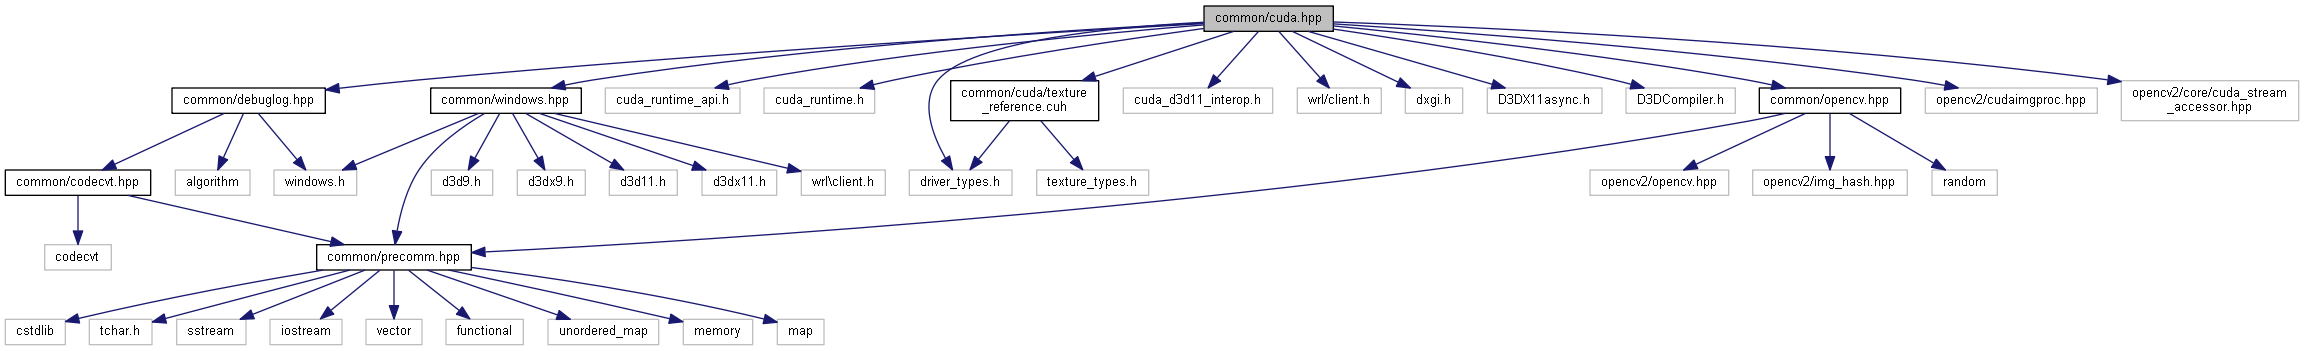 common/cuda.hpp
common/debuglog.hpp
common/windows.hpp
cuda_runtime_api.h
cuda_runtime.h
common/cuda/texture
_reference.cuh
cuda_d3d11_interop.h
wrl/client.h
dxgi.h
D3DX11async.h
D3DCompiler.h
common/opencv.hpp
opencv2/cudaimgproc.hpp
opencv2/core/cuda_stream
_accessor.hpp
common/codecvt.hpp
algorithm
windows.h
d3d9.h
d3dx9.h
d3d11.h
d3dx11.h
wrl\client.h
driver_types.h
texture_types.h
opencv2/opencv.hpp
opencv2/img_hash.hpp
random
codecvt
common/precomm.hpp
cstdlib
tchar.h
sstream
iostream
vector
functional
unordered_map
memory
map